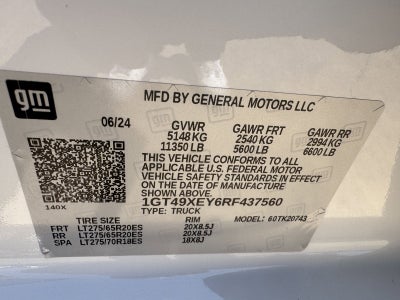 gm
MFD BY GENERAL MOTORS LLC
06/24 GVWR GAWR FRT GAWR RR
5148 KG 2540 KG 2994 KG
11350 LB 5600 LB 6600 LB
THIS VEHICLE CONFORMS TO ALL
APPLICABLE U.S. FEDERAL MOTOR
VEHICLE SAFETY STANDARDS IN EFFECT
ON THE DATE OF MANUFACTURE SHOWN ABOVE.
1GT49XEY6RF437560
140X TYPE: TRUCK MODEL: 60TK20743
TIRE SIZE RIM
FRT LT275/65R20ES 20X8.5J
RR LT275/65R20ES 20X8.5J
SPA LT275/70R18ES 18X8J